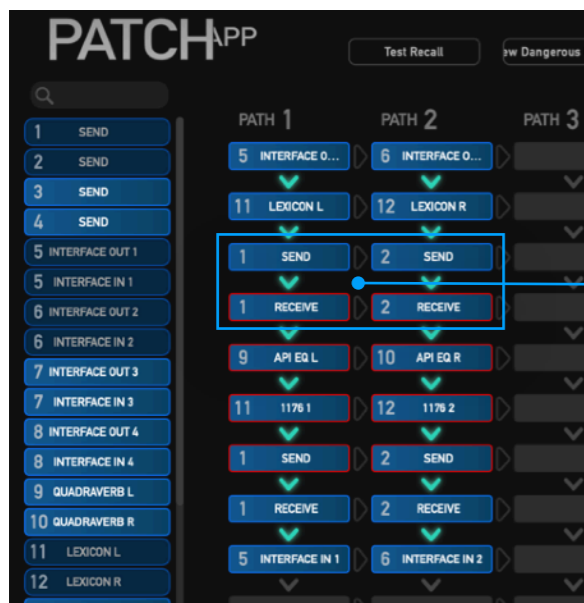 PATCHAPP
Test Recall
ew Dangerous
PATH 1 PATH 2 PATH 3
1 SEND
2 SEND
3 SEND
4 SEND
5 INTERFACE OUT 1
5 INTERFACE IN 1
6 INTERFACE OUT 2
6 INTERFACE IN 2
7 INTERFACE OUT 3
7 INTERFACE IN 3
8 INTERFACE OUT 4
8 INTERFACE IN 4
9 QUADRAVERB L
10 QUADRAVERB R
11 LEXICON L
12 LEXICON R
5 INTERFACE O... 6 INTERFACE O...
11 LEXICON L 12 LEXICON R
1 SEND 2 SEND
1 RECEIVE 2 RECEIVE
9 API EQ L 10 API EQ R
11 1176 1 12 1176 2
1 SEND 2 SEND
1 RECEIVE 2 RECEIVE
5 INTERFACE IN 1 6 INTERFACE IN 2